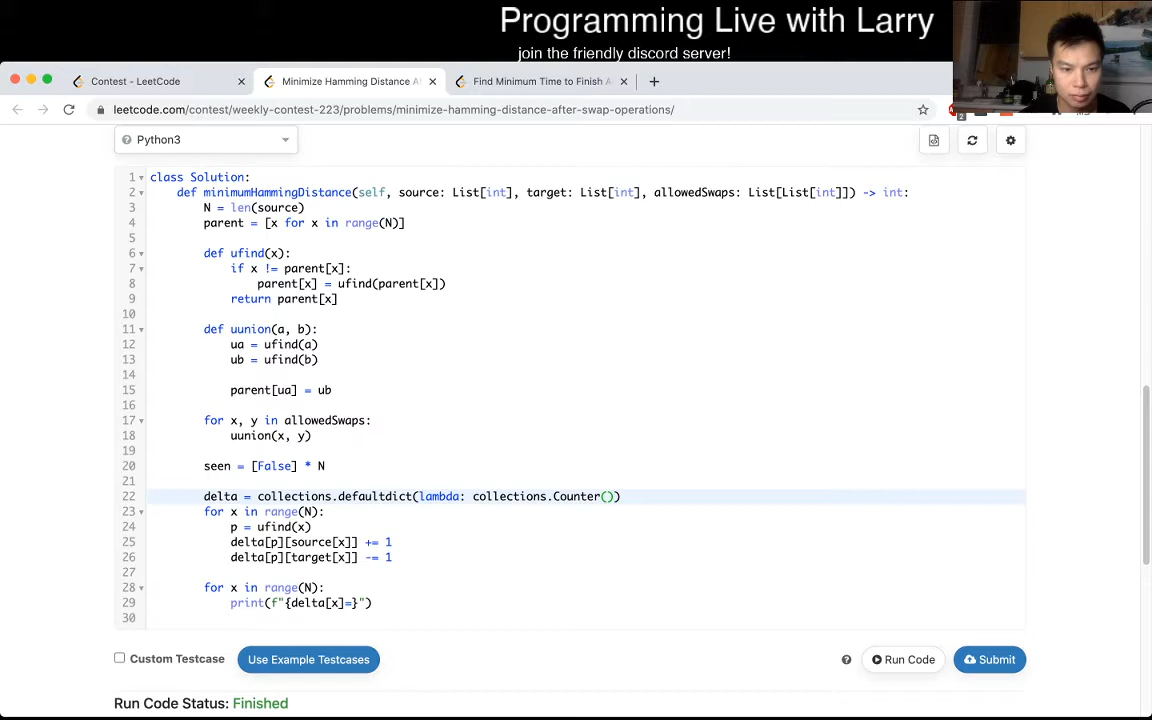 Programming Live with Larry
join the friendly discord server!
Contest - LeetCode
Minimize Hamming Distance A
Find Minimum Time to Finish A
leetcode.com/contest/weekly-contest-223/problems/minimize-hamming-distance-after-swap-operations/
2
Python3
1 class Solution:
2 def minimumHammingDistance(self, source: List[int], target: List[int], allowedSwaps: List[List[int]]) -> int:
3 N = len(source)
4 parent = [x for x in range(N)]
5
6 def ufind(x):
7 if x != parent[x]:
8 parent[x] = ufind(parent[x])
9 return parent[x]
10
11 def uunion(a, b):
12 ua = ufind(a)
13 ub = ufind(b)
14
15 parent[ua] = ub
16
17 for x, y in allowedSwaps:
18 uunion(x, y)
19
20 seen = [False] * N
21
22 delta = collections.defaultdict(lambda: collections.Counter())
23 for x in range(N):
24 p = ufind(x)
25 delta[p][source[x]] += 1
26 delta[p][target[x]] -= 1
27
28 for x in range(N):
29 print(f"{delta[x]=}")
30
Custom Testcase
Use Example Testcases
Run Code
Submit
Run Code Status: Finished